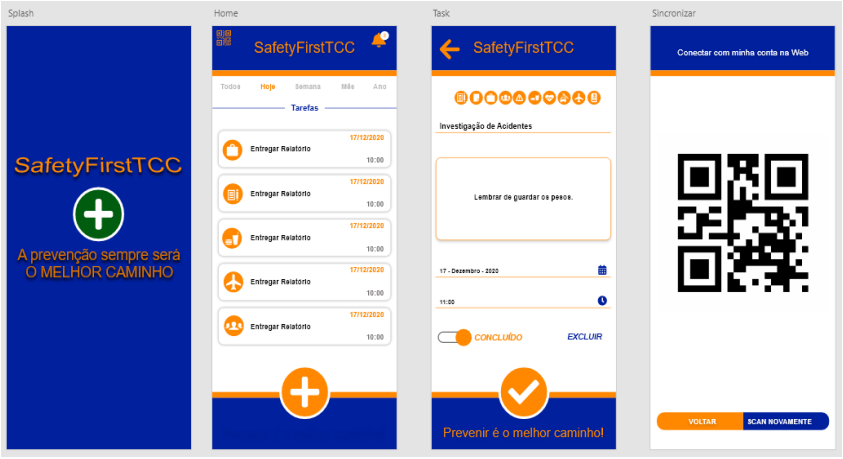 Splash
SafetyFirstTCC
A prevenção sempre será
O MELHOR CAMINHO
Home
SafetyFirstTCC
Todos Hoje Semana Mês Ano
Tarefas
17/12/2020
Entregar Relatório
10:00
17/12/2020
Entregar Relatório
10:00
17/12/2020
Entregar Relatório
10:00
17/12/2020
Entregar Relatório
10:00
17/12/2020
Entregar Relatório
10:00
Task
SafetyFirstTCC
Investigação de Acidentes
Lembrar de guardar os pesos.
17 - Dezembro - 2020
11:00
CONCLUÍDO EXCLUIR
Prevenir é o melhor caminho!
Sincronizar
Conectar com minha conta na Web
VOLTAR SCAN NOVAMENTE